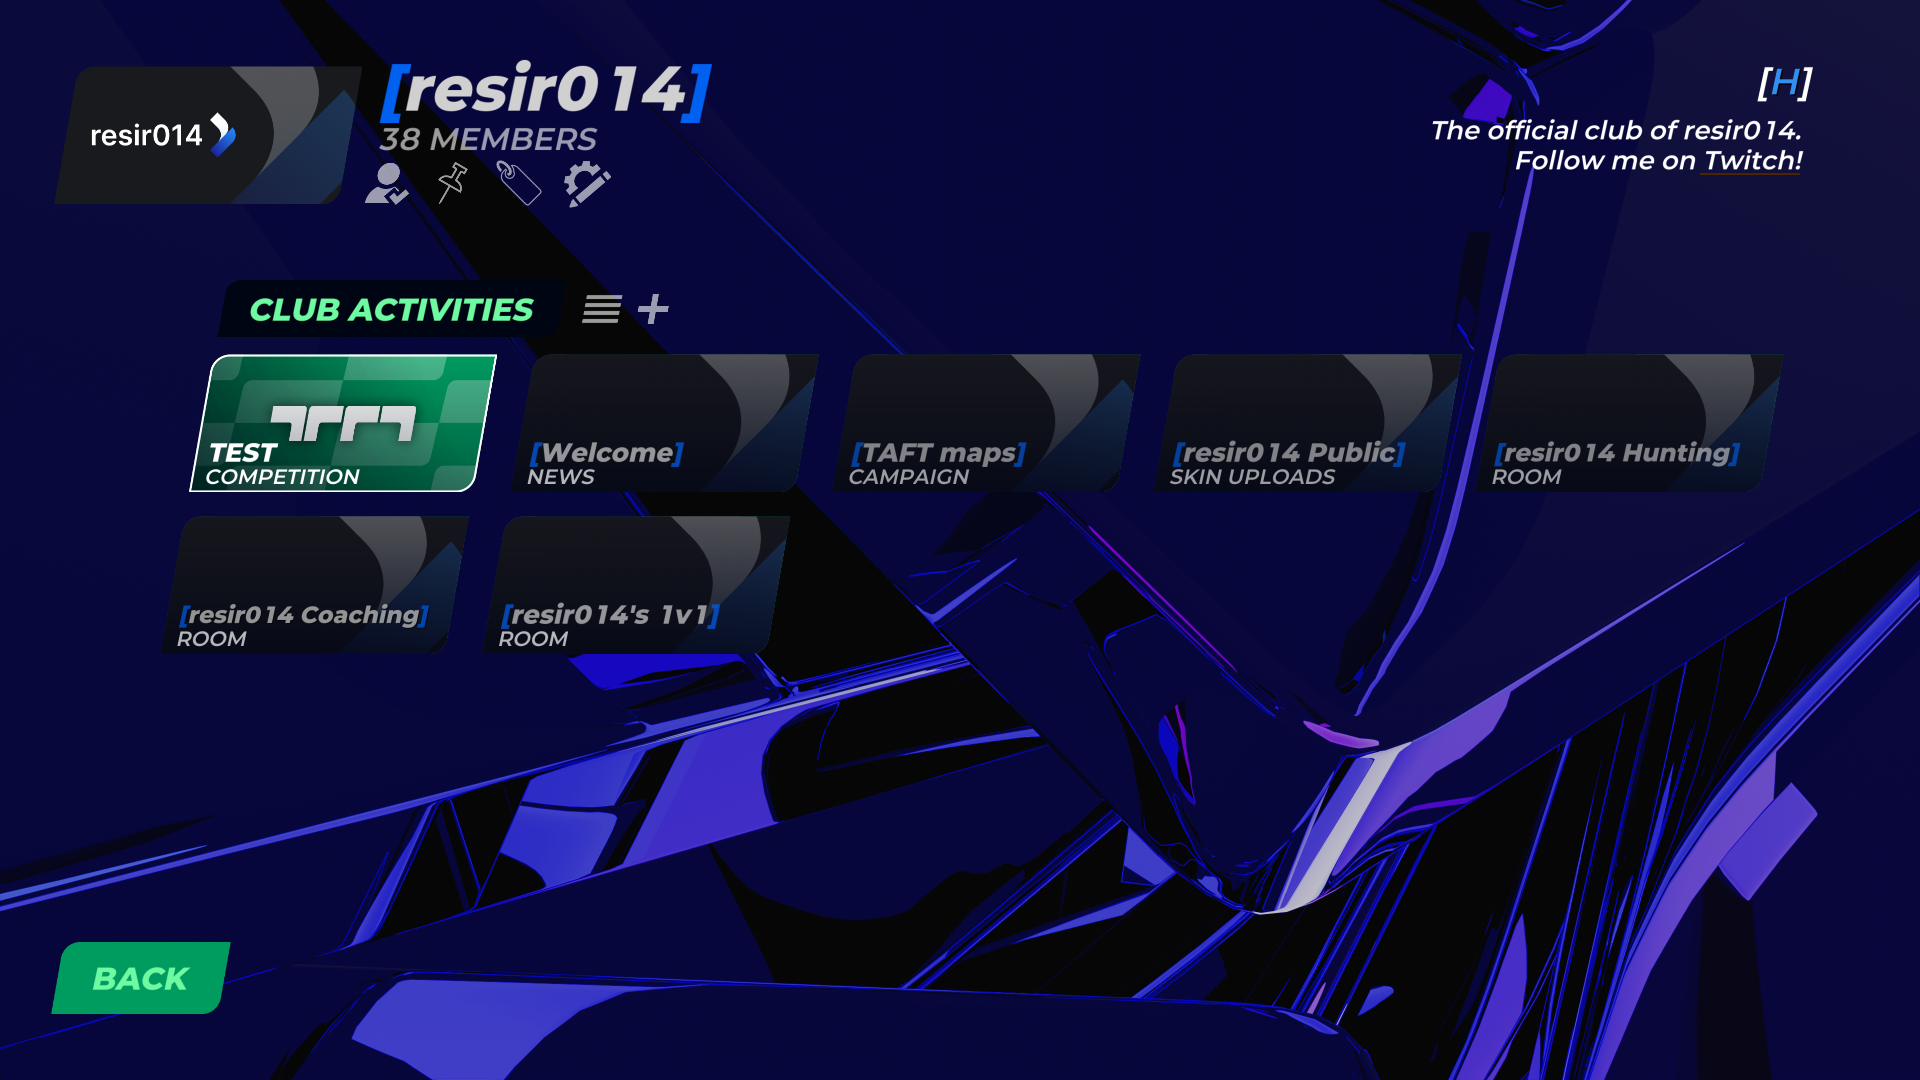 resir014
[resir014]
38 MEMBERS
[H]
The official club of resir014.
Follow me on Twitch!
CLUB ACTIVITIES
TEST
COMPETITION
[Welcome]
NEWS
[TAFT maps]
CAMPAIGN
[resir014 Public]
SKIN UPLOADS
[resir014 Hunting]
ROOM
[resir014 Coaching]
ROOM
[resir014's 1v1]
ROOM
BACK